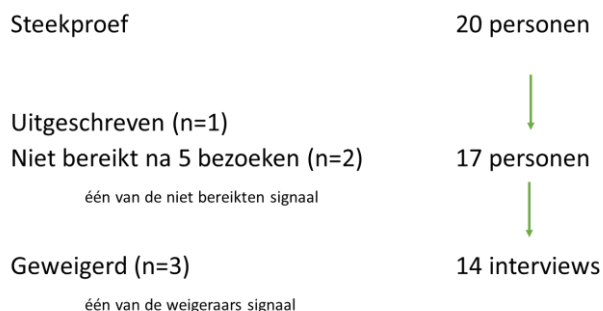 Steekproef 20 personen
Uitgeschreven (n=1)
Niet bereikt na 5 bezoeken (n=2) 17 personen
één van de niet bereikten signaal
Geweigerd (n=3) 14 interviews
één van de weigeraars signaal